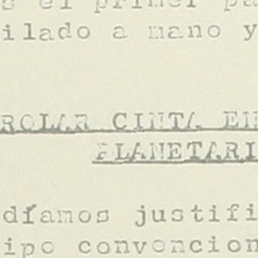 s el primer pa
ilado a mano y
ROLAR CINTA EN
PLANETARI
díamos justifi
ipo convencion